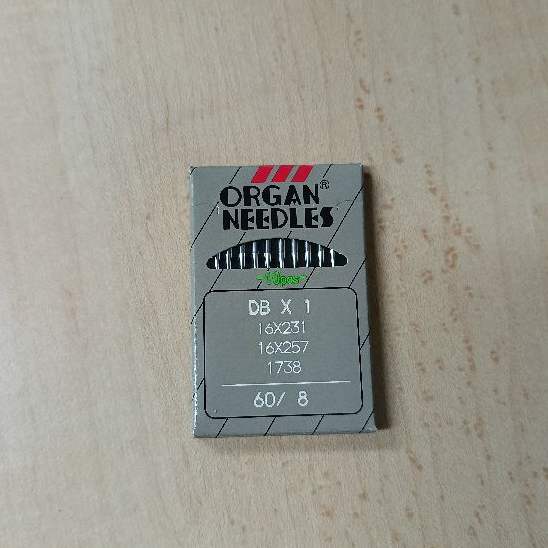 ORGAN®
NEEDLES
-10pcs-
DB X 1
16X231
16X257
1738
60/ 8